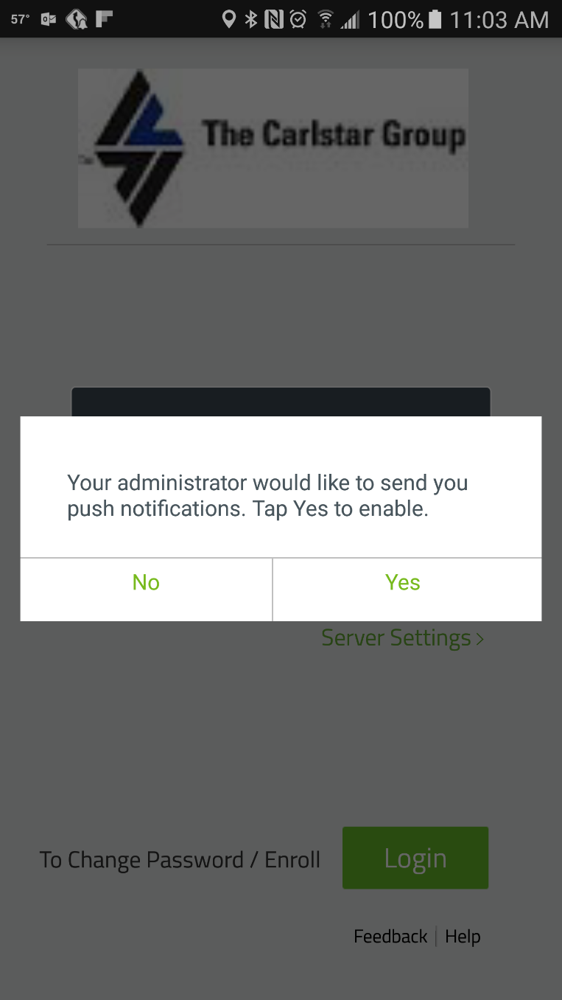 57° 100% 11:03 AM
The Carlstar Group
Your administrator would like to send you
push notifications. Tap Yes to enable.
No Yes
Server Settings >
To Change Password / Enroll Login
Feedback | Help